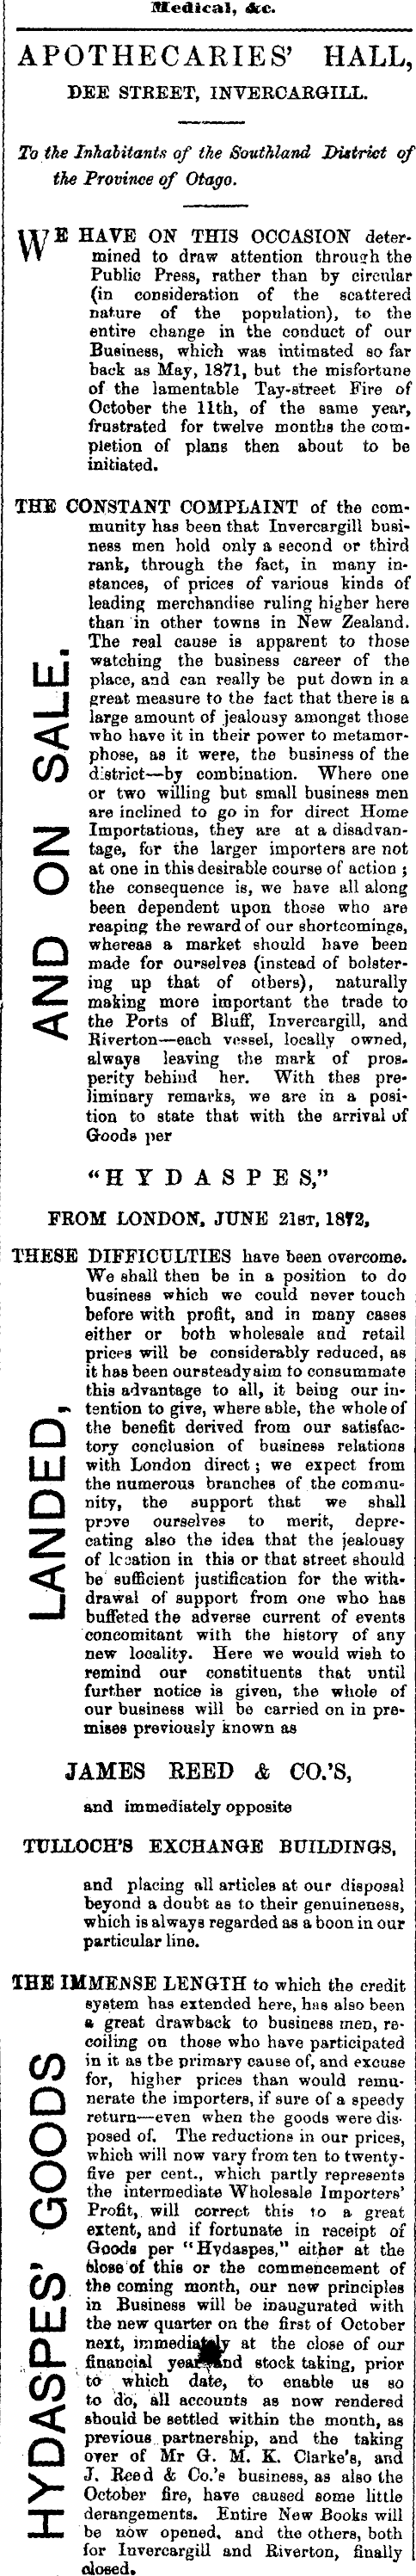 Medical, &c.
APOTHECARIES' HALL,
DEE STREET, INVERCARGILL.
To the Inhabitants of the Southland District of
the Province of Otago.
WE HAVE ON THIS OCCASION deter-
mined to draw attention through the
Public Press, rather than by circular
(in consideration of the scattered
nature of the population), to the
entire change in the conduct of our
Business, which was intimated so far
back as May, 1871, but the misfortune
of the lamentable Tay-street Fire of
October the 11th, of the same year,
frustrated for twelve months the com-
pletion of plans then about to be
initiated.
THE CONSTANT COMPLAINT of the com-
munity has been that Invercargill busi-
ness men hold only a second or third
rank, through the fact, in many in-
stances, of prices of various kinds of
leading merchandise ruling higher here
than in other towns in New Zealand.
The real cause is apparent to those
watching the business career of the
place, and can really be put down in a
great measure to the fact that there is a
large amount of jealousy amongst those
who have it in their power to metamor-
phose, as it were, the business of the
district—by combination. Where one
or two willing but small business men
are inclined to go in for direct Home
Importations, they are at a disadvan-
tage, for the larger importers are not
at one in this desirable course of action ;
the consequence is, we have all along
been dependent upon those who are
reaping the reward of our shortcomings,
whereas a market should have been
made for ourselves (instead of bolster-
ing up that of others), naturally
making more important the trade to
the Ports of Bluff, Invercargill, and
Riverton—each vessel, locally owned,
always leaving the mark of pros-
perity behind her. With thes pre-
liminary remarks, we are in a posi-
tion to state that with the arrival of
Goods per
"HYDASPES,"
FROM LONDON, JUNE 21ST, 1872,
THESE DIFFICULTIES have been overcome.
We shall then be in a position to do
business which we could never touch
before with profit, and in many cases
either or both wholesale and retail
prices will be considerably reduced, as
it has been our steady aim to consummate
this advantage to all, it being our in-
tention to give, where able, the whole of
the benefit derived from our satisfac-
tory conclusion of business relations
with London direct ; we expect from
the numerous branches of the commu-
nity, the support that we shall
prove ourselves to merit, depre-
cating also the idea that the jealousy
of location in this or that street should
be sufficient justification for the with-
drawal of support from one who has
buffeted the adverse current of events
concomitant with the history of any
new locality. Here we would wish to
remind our constituents that until
further notice is given, the whole of
our business will be carried on in pre-
mises previously known as
JAMES REED & CO.'S,
and immediately opposite
TULLOCH'S EXCHANGE BUILDINGS,
and placing all articles at our disposal
beyond a doubt as to their genuineness,
which is always regarded as a boon in our
particular line.
THE IMMENSE LENGTH to which the credit
system has extended here, has also been
a great drawback to business men, re-
coiling on those who have participated
in it as the primary cause of, and excuse
for, higher prices than would remu-
nerate the importers, if sure of a speedy
return—even when the goods were dis-
posed of. The reductions in our prices,
which will now vary from ten to twenty-
five per cent., which partly represents
the intermediate Wholesale Importers'
Profit, will correct this to a great
extent, and if fortunate in receipt of
Goods per "Hydaspes," either at the
close of this or the commencement of
the coming month, our new principles
in Business will be inaugurated with
the new quarter on the first of October
next, immediately at the close of our
financial year and stock taking, prior
to which date, to enable us so
to do, all accounts as now rendered
should be settled within the month, as
previous partnership, and the taking
over of Mr G. M. K. Clarke's, and
J. Reed & Co.'s business, as also the
October fire, have caused some little
derangements. Entire New Books will
be now opened, and the others, both
for Invercargill and Riverton, finally
closed.
HYDASPES' GOODS
LANDED,
AND ON SALE.